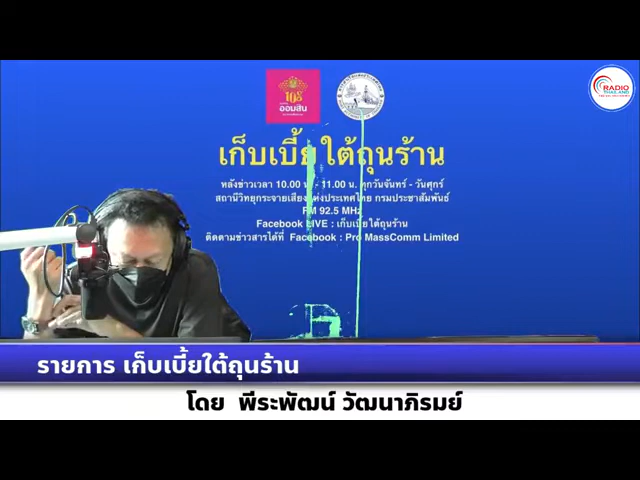 RADIO
THAILAND
ออมสิน
เก็บเบี้ยใต้ถุนร้าน
หลังข่าวเวลา 10.00 น. - 11.00 น. ทุกวันจันทร์ - วันศุกร์
สถานีวิทยุกระจายเสียงแห่งประเทศไทย กรมประชาสัมพันธ์
FM 92.5 MHz
Facebook LIVE : เก็บเบี้ยใต้ถุนร้าน
ติดตามข่าวสารได้ที่ Facebook : Pro MassComm Limited
รายการ เก็บเบี้ยใต้ถุนร้าน
โดย พีระพัฒน์ วัฒนาภิรมย์